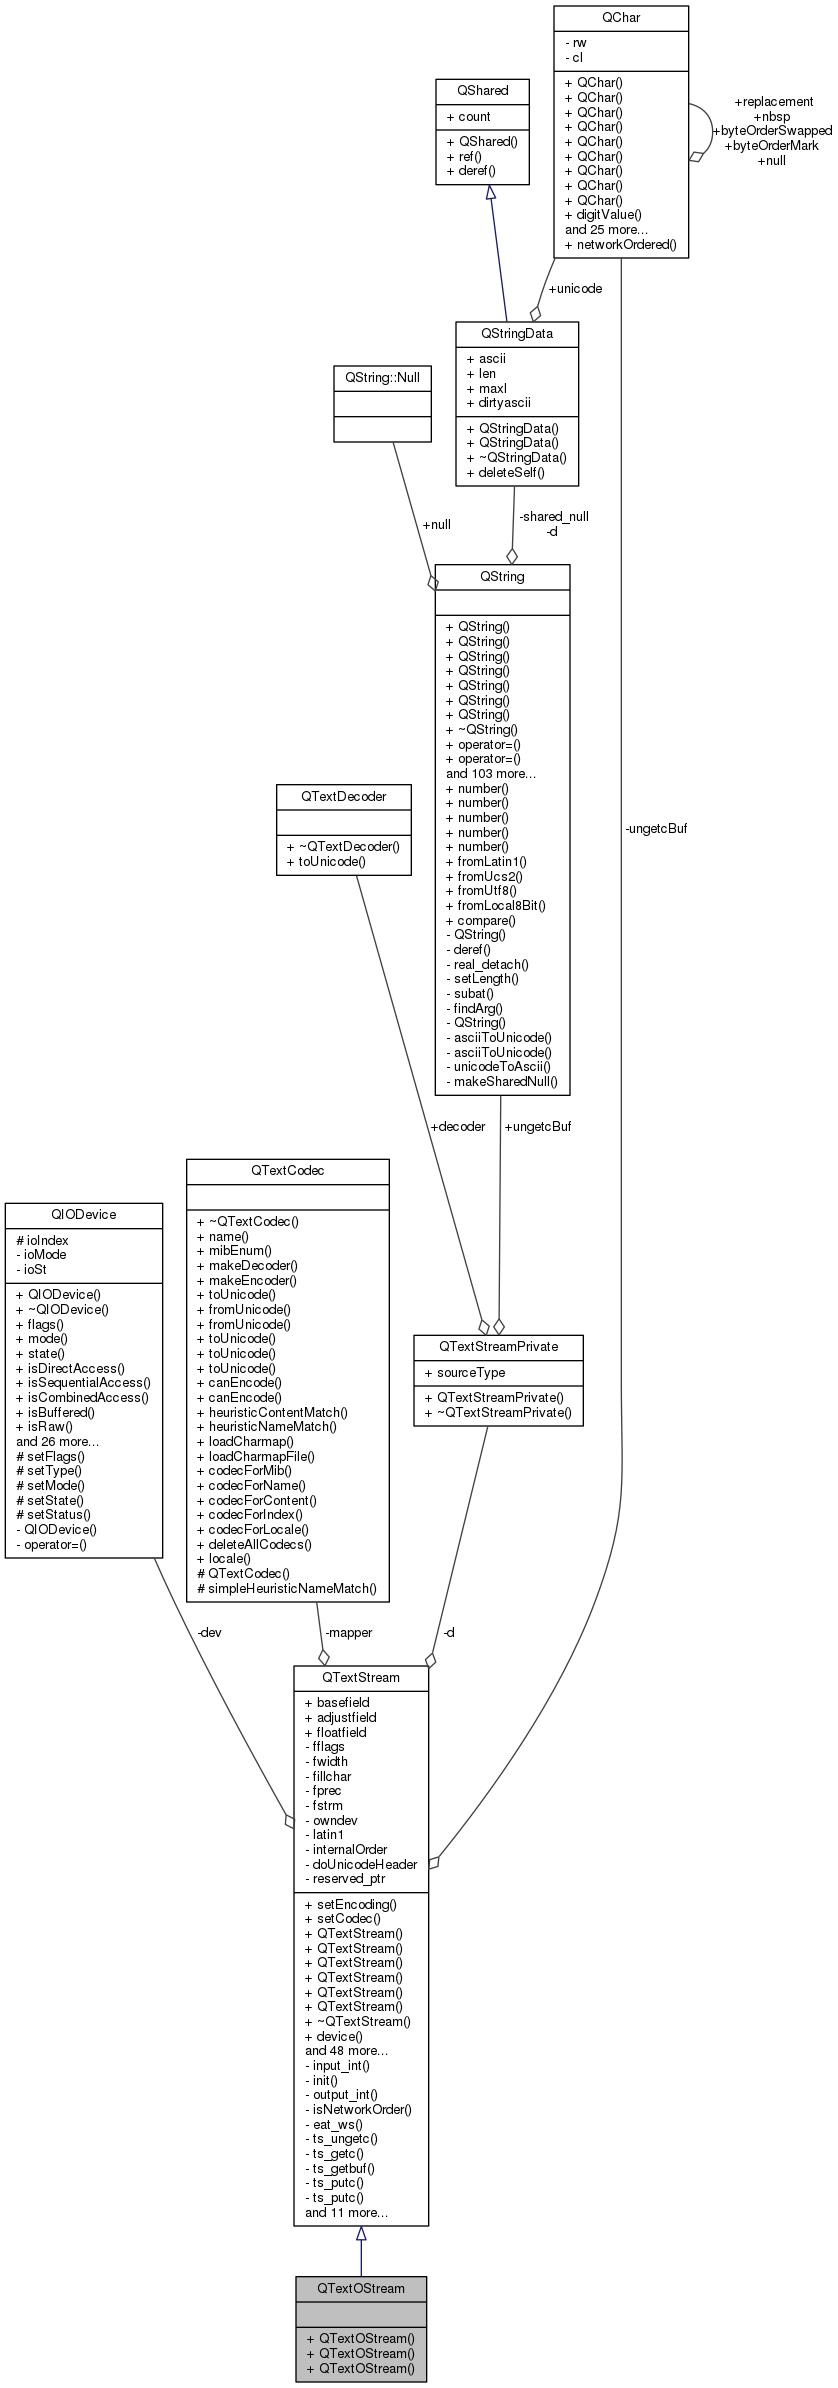 QChar
- rw
- cl
+ QChar()
+ QChar()
+ QChar()
+ QChar()
+ QChar()
+ QChar()
+ QChar()
+ QChar()
+ QChar()
+ digitValue()
and 25 more...
+ networkOrdered()
+replacement
+nbsp
+byteOrderSwapped
+byteOrderMark
+null
QShared
+ count
+ QShared()
+ ref()
+ deref()
+unicode
QStringData
+ ascii
+ len
+ maxl
+ dirtyascii
+ QStringData()
+ QStringData()
+ ~QStringData()
+ deleteSelf()
QString::Null
+null
-shared_null
-d
QString
+ QString()
+ QString()
+ QString()
+ QString()
+ QString()
+ QString()
+ QString()
+ ~QString()
+ operator=()
+ operator=()
and 103 more...
+ number()
+ number()
+ number()
+ number()
+ number()
+ fromLatin1()
+ fromUcs2()
+ fromUtf8()
+ fromLocal8Bit()
+ compare()
- QString()
- deref()
- real_detach()
- setLength()
- subat()
- findArg()
- QString()
- asciiToUnicode()
- asciiToUnicode()
- unicodeToAscii()
- makeSharedNull()
QTextDecoder
+ ~QTextDecoder()
+ toUnicode()
-ungetcBuf
+decoder
+ungetcBuf
QTextCodec
+ ~QTextCodec()
+ name()
+ mibEnum()
+ makeDecoder()
+ makeEncoder()
+ toUnicode()
+ fromUnicode()
+ fromUnicode()
+ toUnicode()
+ toUnicode()
+ toUnicode()
+ canEncode()
+ canEncode()
+ heuristicContentMatch()
+ heuristicNameMatch()
+ loadCharmap()
+ loadCharmapFile()
+ codecForMib()
+ codecForName()
+ codecForContent()
+ codecForIndex()
+ codecForLocale()
+ deleteAllCodecs()
+ locale()
# QTextCodec()
# simpleHeuristicNameMatch()
QIODevice
# ioIndex
- ioMode
- ioSt
+ QIODevice()
+ ~QIODevice()
+ flags()
+ mode()
+ state()
+ isDirectAccess()
+ isSequentialAccess()
+ isCombinedAccess()
+ isBuffered()
+ isRaw()
and 26 more...
# setFlags()
# setType()
# setMode()
# setState()
# setStatus()
- QIODevice()
- operator=()
QTextStreamPrivate
+ sourceType
+ QTextStreamPrivate()
+ ~QTextStreamPrivate()
-dev
-mapper
-d
QTextStream
+ basefield
+ adjustfield
+ floatfield
- fflags
- fwidth
- fillchar
- fprec
- fstrm
- owndev
- latin1
- internalOrder
- doUnicodeHeader
- reserved_ptr
+ setEncoding()
+ setCodec()
+ QTextStream()
+ QTextStream()
+ QTextStream()
+ QTextStream()
+ QTextStream()
+ QTextStream()
+ ~QTextStream()
+ device()
and 48 more...
- input_int()
- init()
- output_int()
- isNetworkOrder()
- eat_ws()
- ts_ungetc()
- ts_getc()
- ts_getbuf()
- ts_putc()
- ts_putc()
and 11 more...
QTextOStream
+ QTextOStream()
+ QTextOStream()
+ QTextOStream()